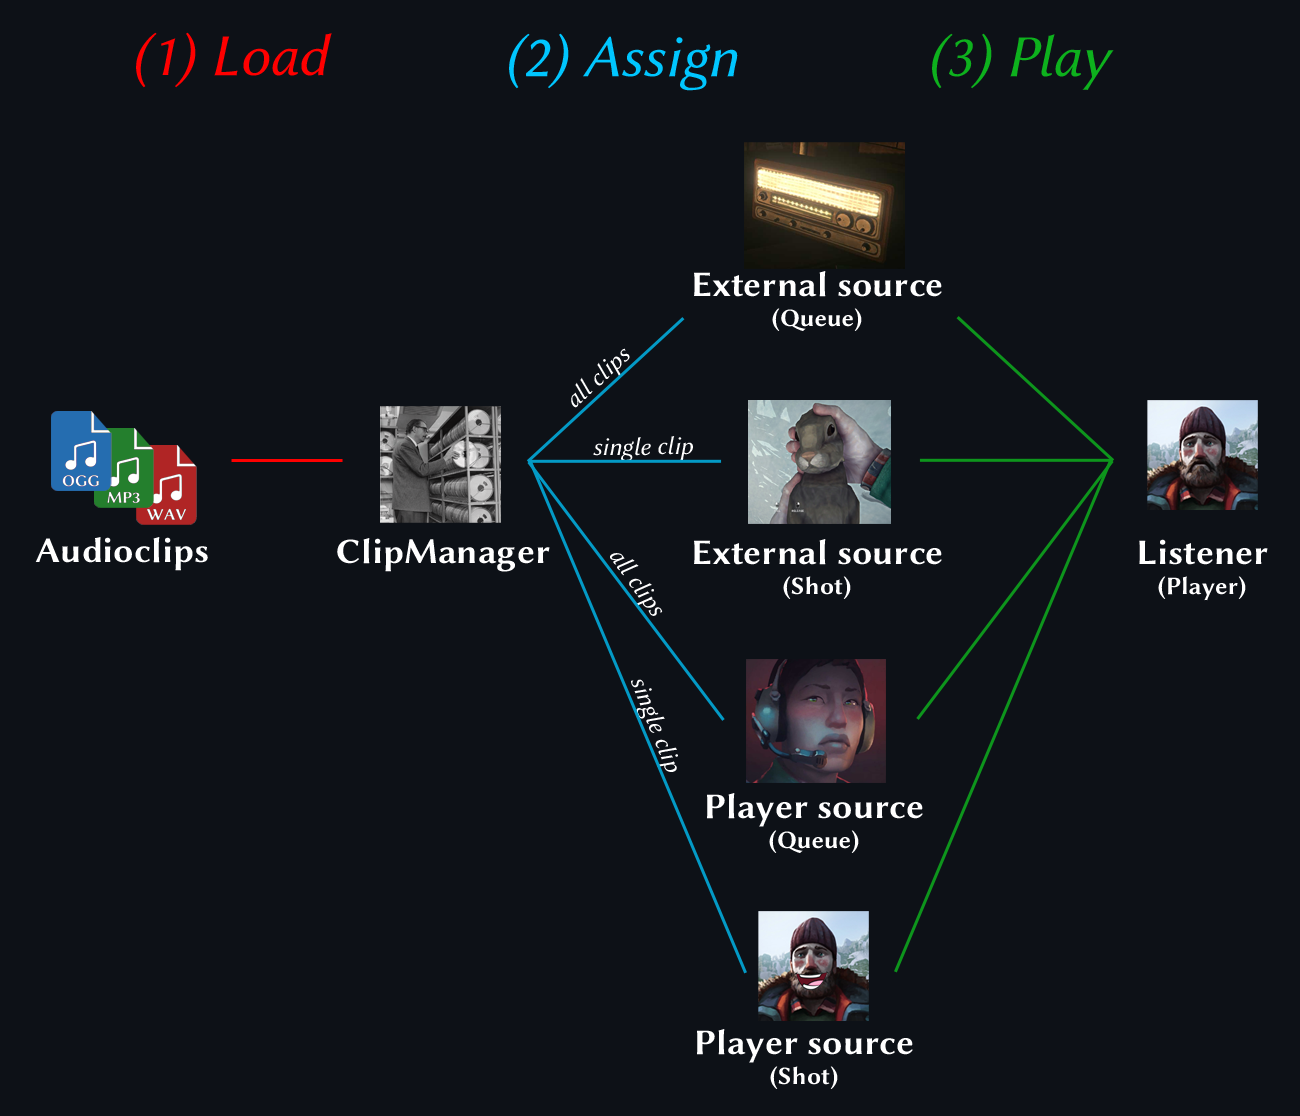 (1) Load
(2) Assign
(3) Play
External source
(Queue)
all clips
single clip
OGG
MP3
WAV
Audioclips
ClipManager
External source
(Shot)
Listener
(Player)
all clips
single clip
Player source
(Queue)
Player source
(Shot)